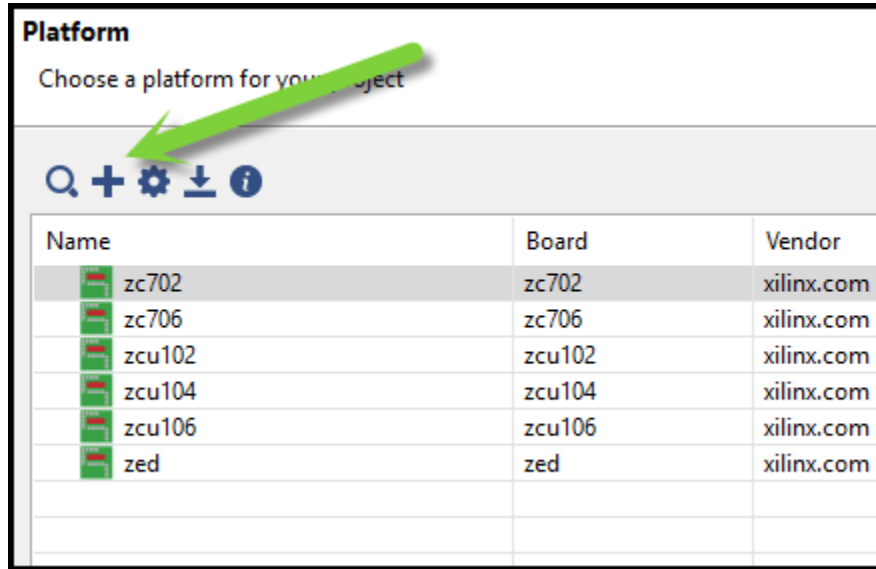 Platform
Choose a platform for your project
Name Board Vendor
zc702 zc702 xilinx.com
zc706 zc706 xilinx.com
zcu102 zcu102 xilinx.com
zcu104 zcu104 xilinx.com
zcu106 zcu106 xilinx.com
zed zed xilinx.com